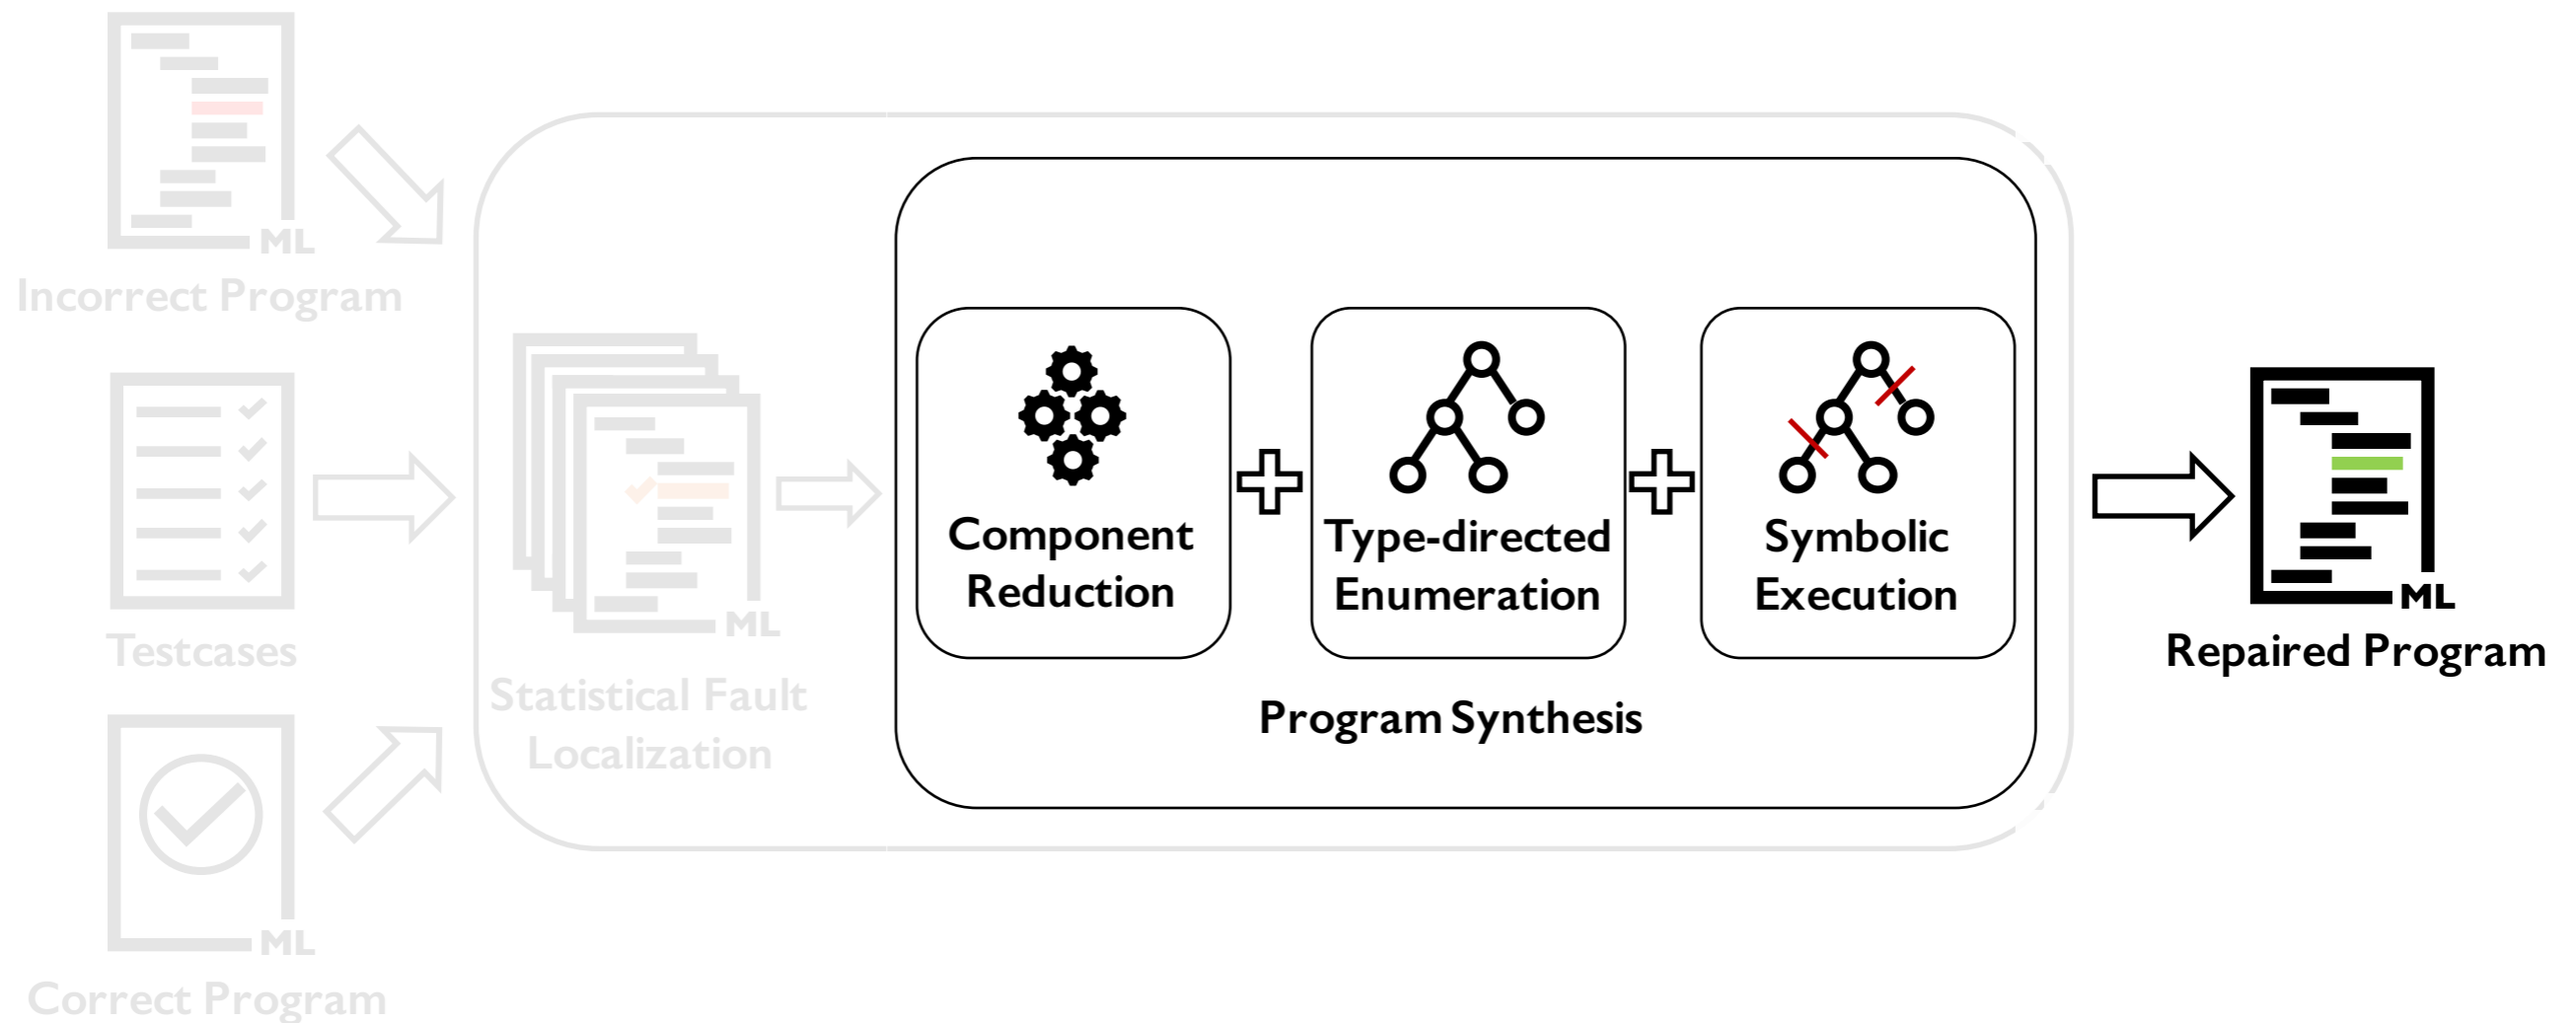 ML
Incorrect Program
Testcases
ML
Correct Program
ML
Statistical Fault
Localization
Component
Reduction
Type-directed
Enumeration
Symbolic
Execution
Program Synthesis
ML
Repaired Program